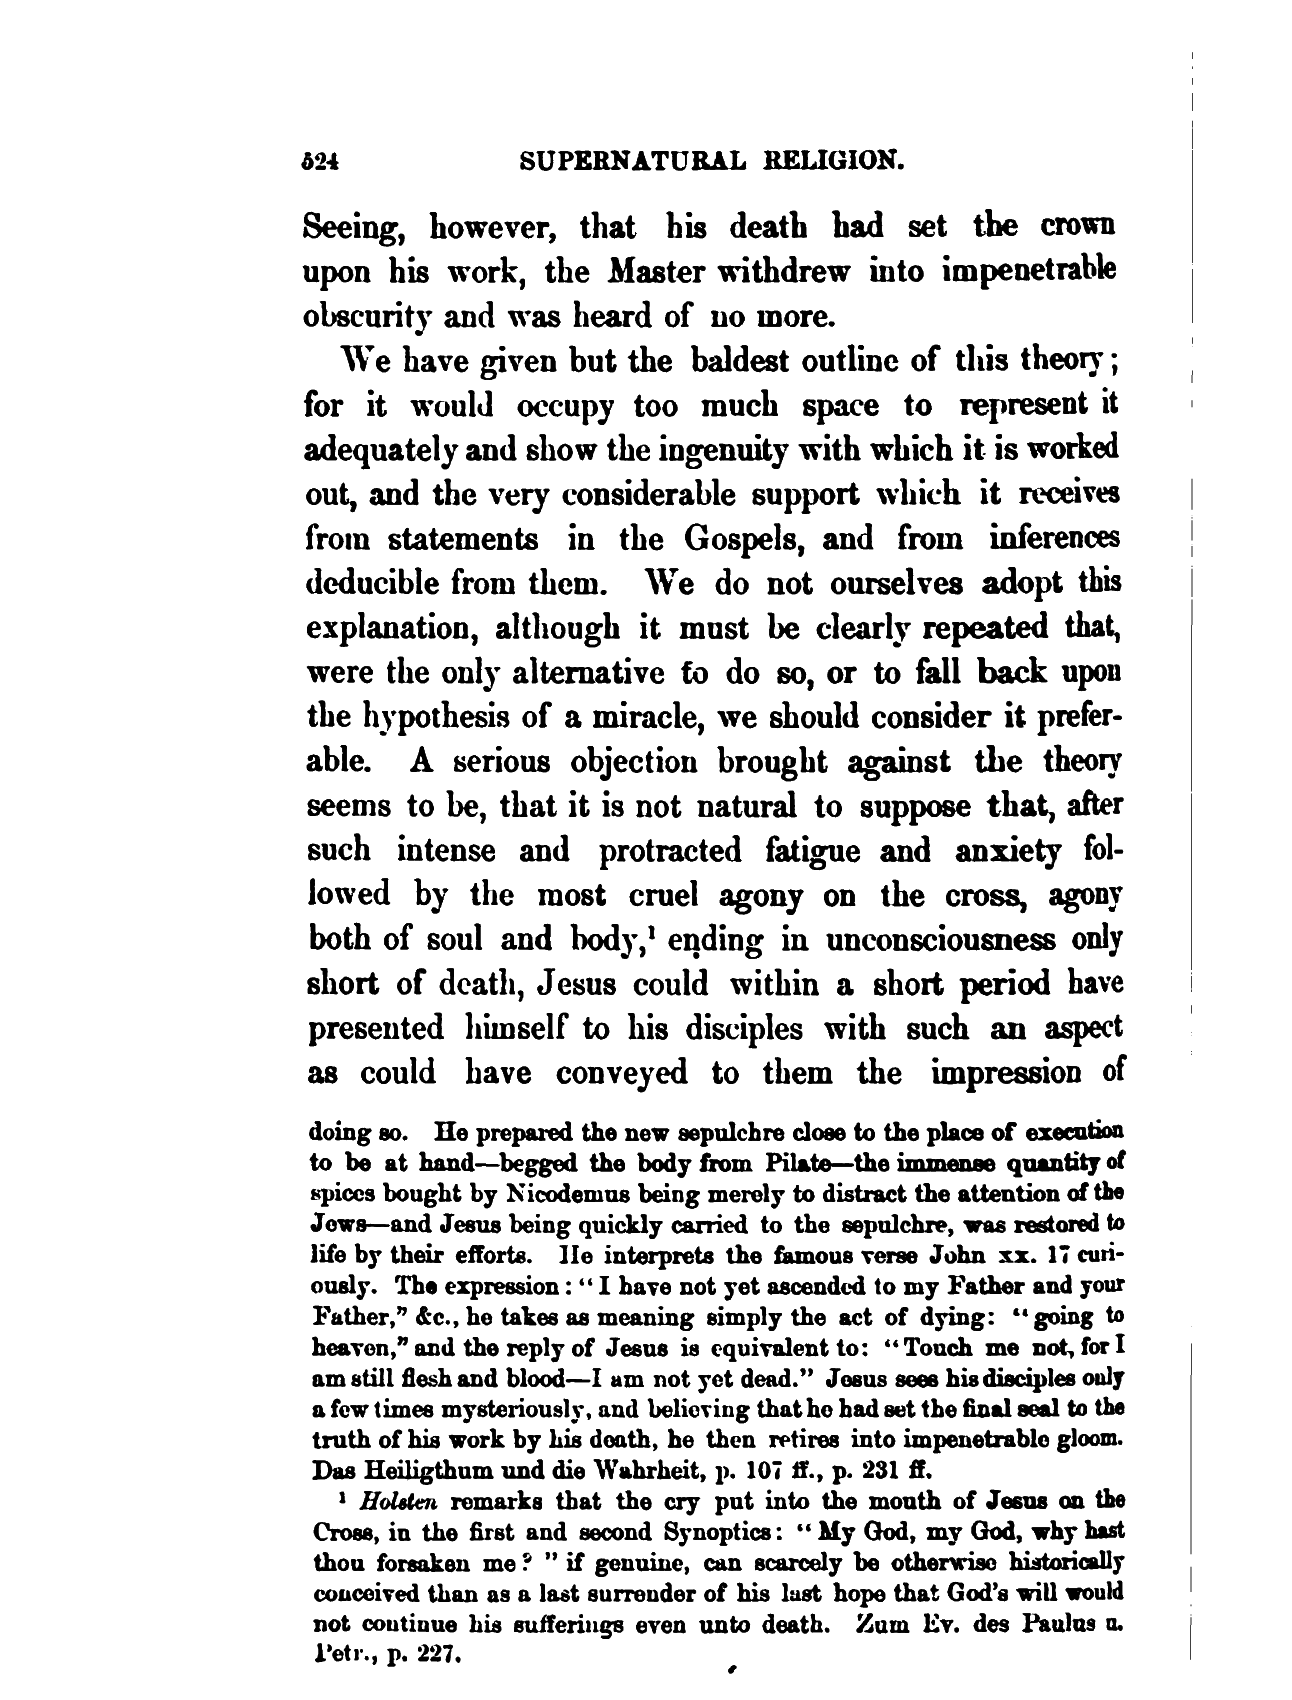 524 SUPERNATURAL RELIGION.
Seeing, however, that his death had set the crown
upon his work, the Master withdrew into impenetrable
obscurity and was heard of no more.
We have given but the baldest outline of this theory;
for it would occupy too much space to represent it
adequately and show the ingenuity with which it is worked
out, and the very considerable support which it receives
from statements in the Gospels, and from inferences
deducible from them. We do not ourselves adopt this
explanation, although it must be clearly repeated that,
were the only alternative to do so, or to fall back upon
the hypothesis of a miracle, we should consider it prefer-
able. A serious objection brought against the theory
seems to be, that it is not natural to suppose that, after
such intense and protracted fatigue and anxiety fol-
lowed by the most cruel agony on the cross, agony
both of soul and body,¹ ending in unconsciousness only
short of death, Jesus could within a short period have
presented himself to his disciples with such an aspect
as could have conveyed to them the impression of
doing so. He prepared the new sepulchre close to the place of execution
to be at hand—begged the body from Pilate—the immense quantity of
spices bought by Nicodemus being merely to distract the attention of the
Jews—and Jesus being quickly carried to the sepulchre, was restored to
life by their efforts. He interprets the famous verse John xx. 17 curi-
ously. The expression: "I have not yet ascended to my Father and your
Father," &c., he takes as meaning simply the act of dying: "going to
heaven," and the reply of Jesus is equivalent to: "Touch me not, for I
am still flesh and blood—I am not yet dead." Jesus sees his disciples only
a few times mysteriously, and believing that he had set the final seal to the
truth of his work by his death, he then retires into impenetrable gloom.
Das Heiligthum und die Wahrheit, p. 107 ff., p. 231 ff.
¹ Holsten remarks that the cry put into the mouth of Jesus on the
Cross, in the first and second Synoptics: "My God, my God, why hast
thou forsaken me?" if genuine, can scarcely be otherwise historically
conceived than as a last surrender of his last hope that God's will would
not continue his sufferings even unto death. Zum Ev. des Paulus u.
Petr., p. 227.